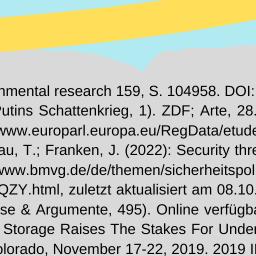 nmental research 159, S. 104958. DOI:
Putins Schattenkrieg, 1). ZDF; Arte, 28.
www.europarl.europa.eu/RegData/etude
au, T.; Franken, J. (2022): Security thre
www.bmvg.de/de/themen/sicherheitspol
QZY.html, zuletzt aktualisiert am 08.10.
se & Argumente, 495). Online verfügba
Storage Raises The Stakes For Under
olorado, November 17-22, 2019. 2019 I